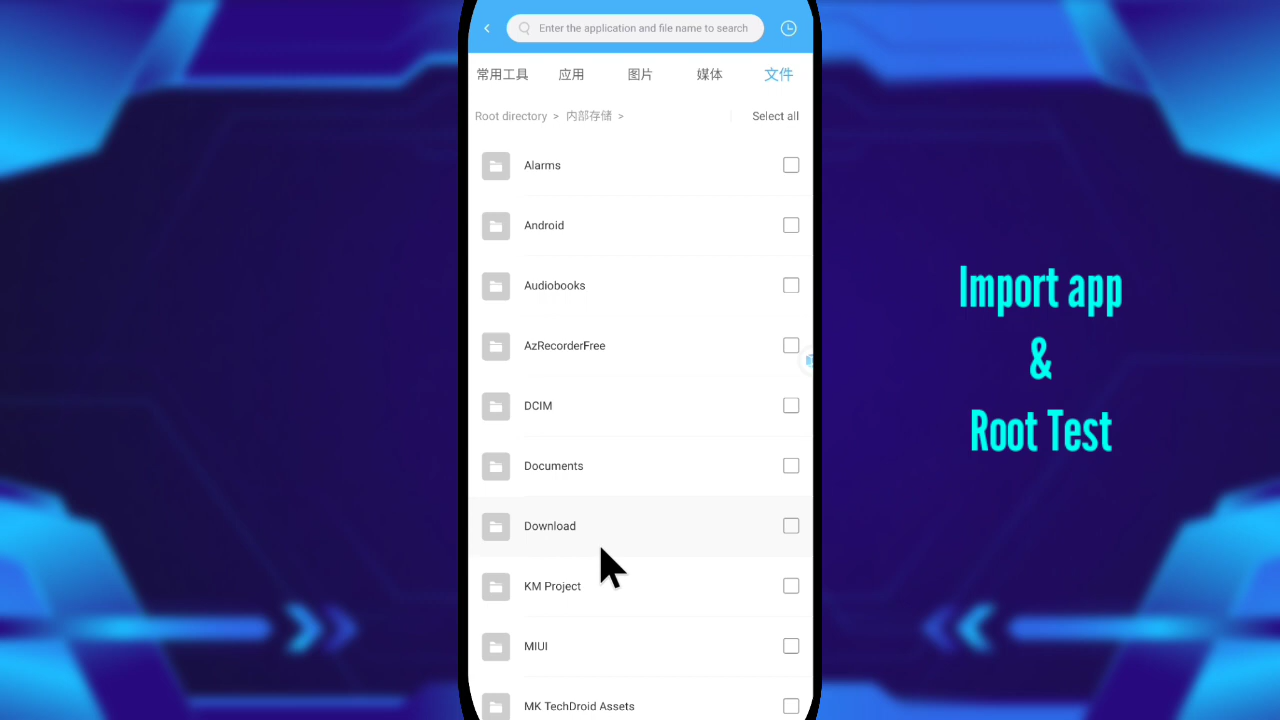 Enter the application and file name to search
常用工具 应用 图片 媒体 文件
Root directory > 内部存储 > Select all
Alarms
Android
Audiobooks
AzRecorderFree
DCIM
Documents
Download
KM Project
MIUI
MK TechDroid Assets
Import app
&
Root Test